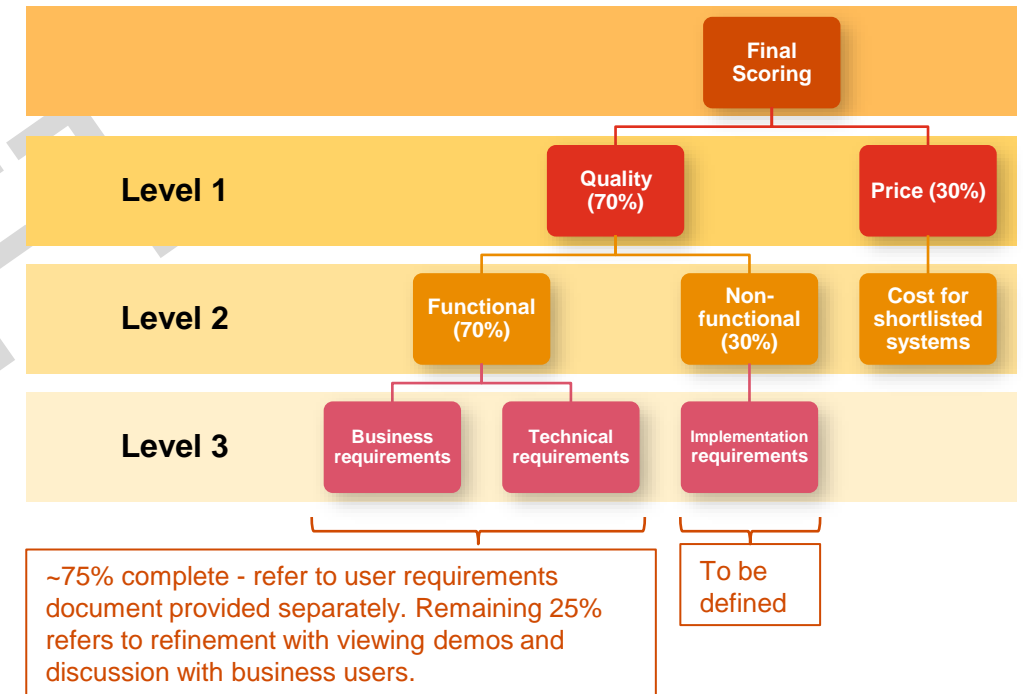 Final
Scoring
Level 1
Quality
(70%)
Price (30%)
Level 2
Functional
(70%)
Non-
functional
(30%)
Cost for
shortlisted
systems
Level 3
Business
requirements
Technical
requirements
Implementation
requirements
~75% complete - refer to user requirements
document provided separately. Remaining 25%
refers to refinement with viewing demos and
discussion with business users.
To be
defined